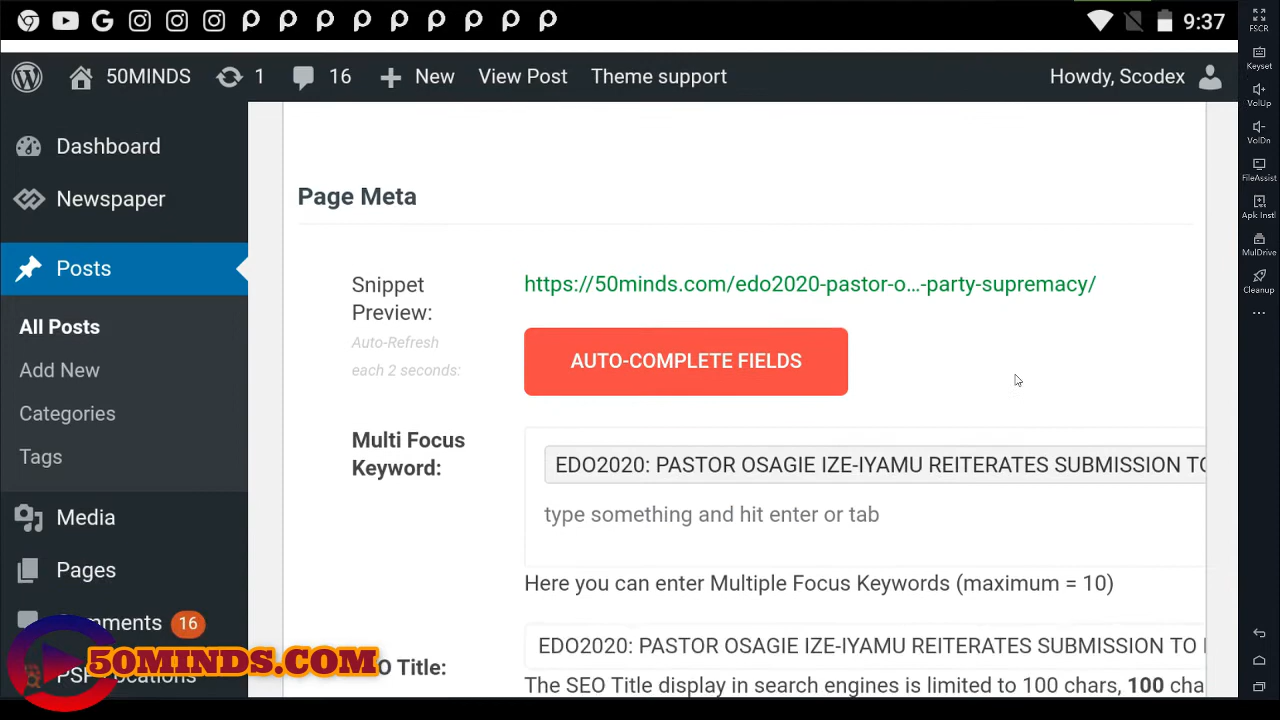 9:37
FSCR
50MINDS 1 16 New View Post Theme support Howdy, Scodex
Keyset
VolUp
VolDn
FileAssist
Apk Instl
MulDrive
Cleanup
Dashboard
Newspaper
Posts
All Posts
Add New
Categories
Tags
Media
Pages
16
Page Meta
Snippet
Preview:
Auto-Refresh
each 2 seconds:
https://50minds.com/edo2020-pastor-o...-party-supremacy/
AUTO-COMPLETE FIELDS
Multi Focus
Keyword:
EDO2020: PASTOR OSAGIE IZE-IYAMU REITERATES SUBMISSION TO
type something and hit enter or tab
Here you can enter Multiple Focus Keywords (maximum = 10)
EDO2020: PASTOR OSAGIE IZE-IYAMU REITERATES SUBMISSION TO
Title:
The SEO Title display in search engines is limited to 100 chars, 100 cha
50MINDS.COM